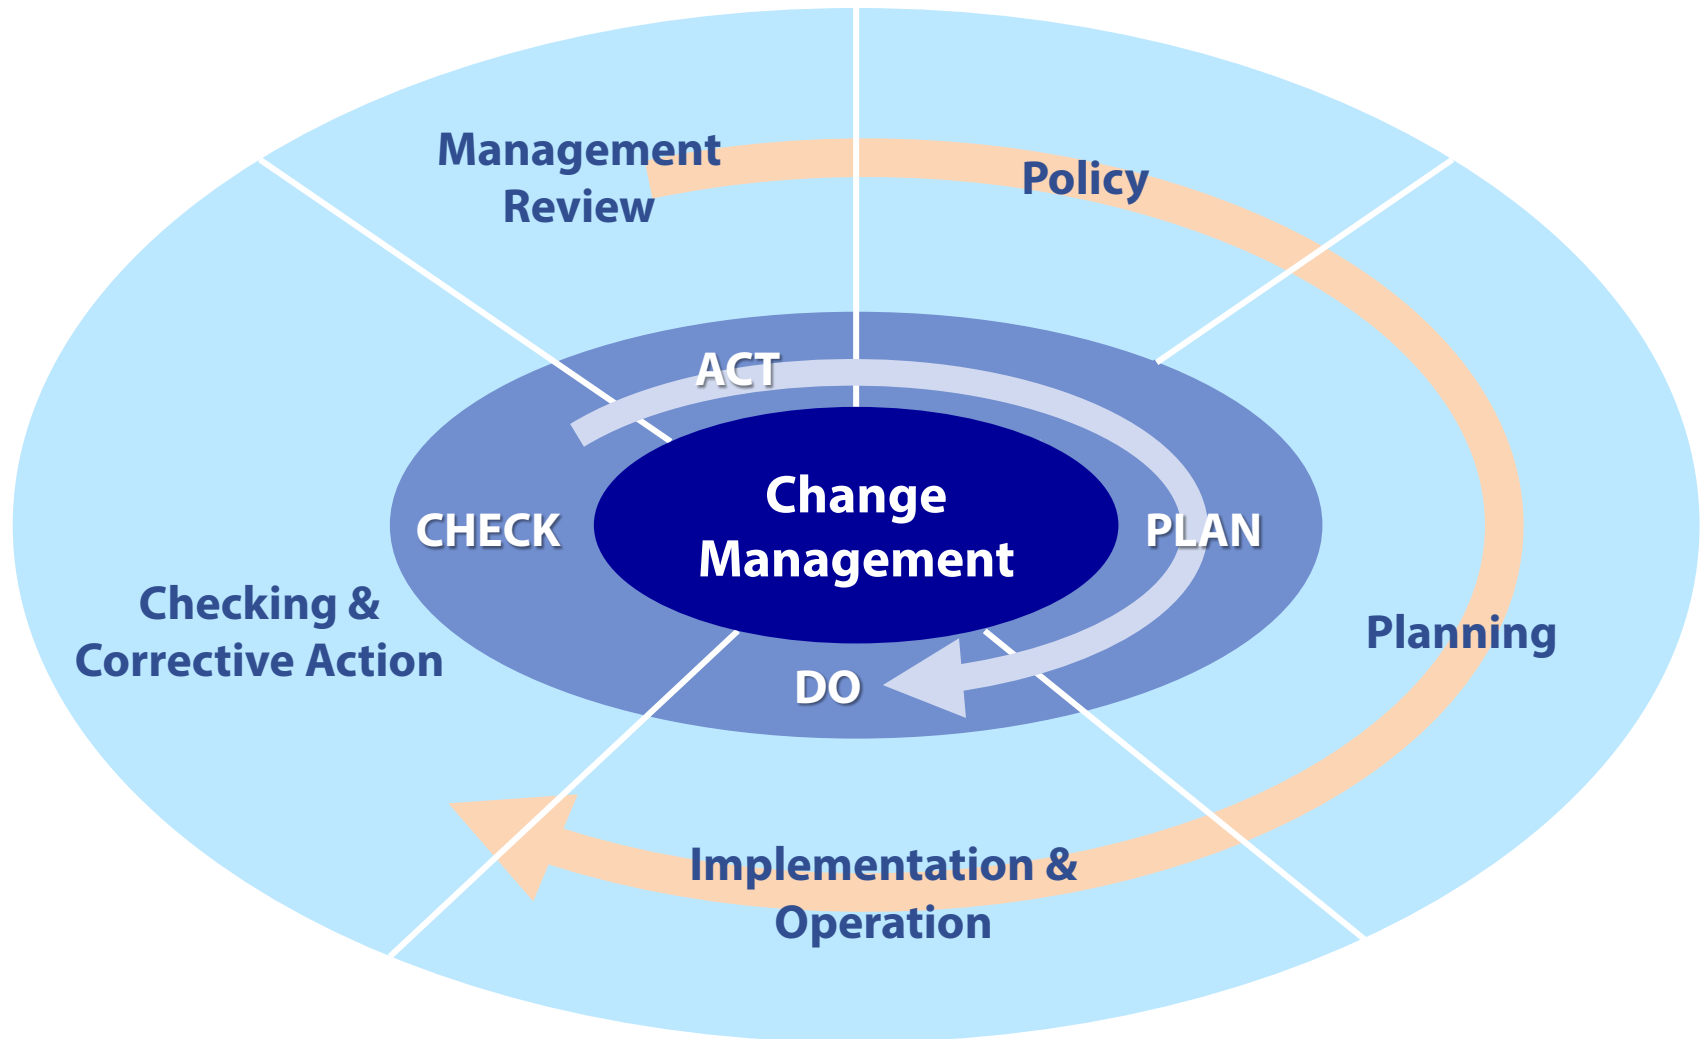 Management
Review
Policy
ACT
Change
Management
CHECK
PLAN
Checking &
Corrective Action
Planning
DO
Implementation &
Operation